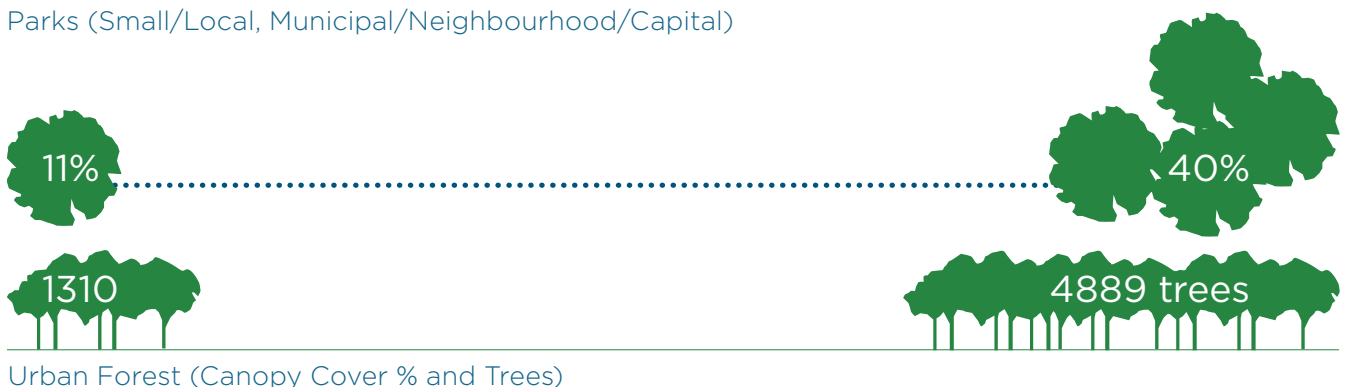 Parks (Small/Local, Municipal/Neighbourhood/Capital)
11%
40%
1310
4889 trees
Urban Forest (Canopy Cover % and Trees)